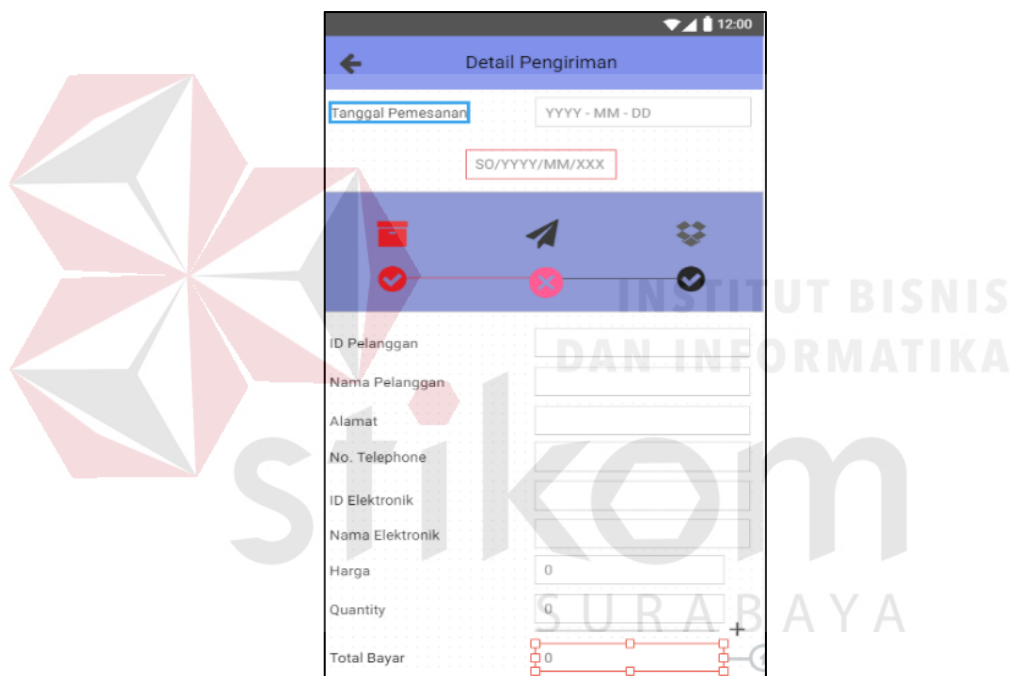 12:00
Detail Pengiriman
Tanggal Pemesanan YYYY - MM - DD
SO/YYYY/MM/XXX
INSTITUT BISNIS
DAN INFORMATIKA
ID Pelanggan
Nama Pelanggan
Alamat
No. Telephone
stikom
ID Elektronik
Nama Elektronik
Harga 0
Quantity 0
SURABAYA
+
Total Bayar 0